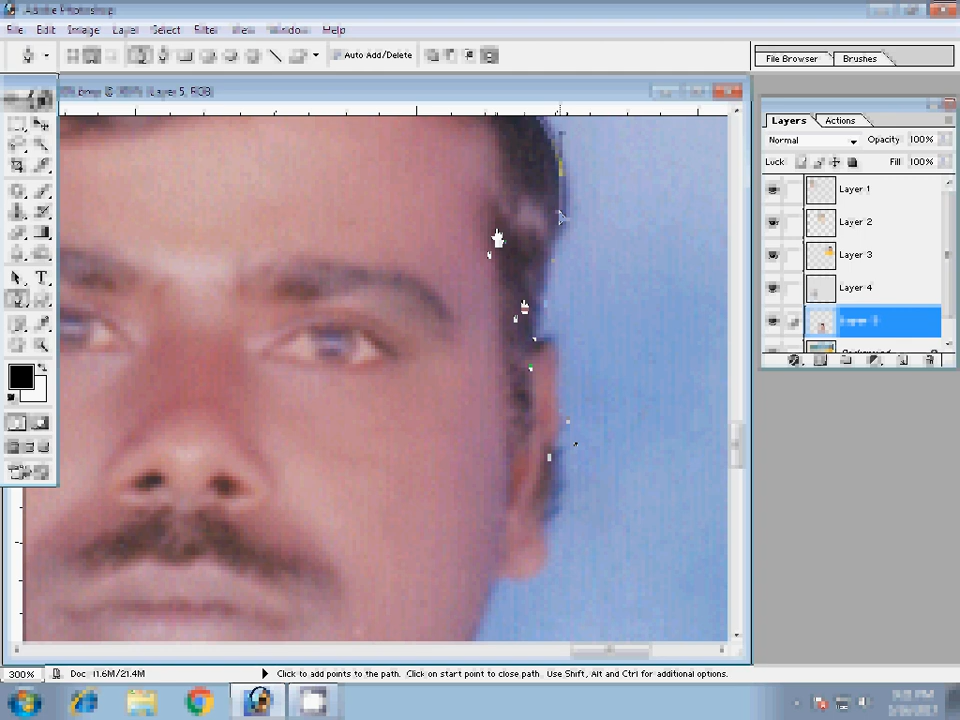 Adobe Photoshop
File Edit Image Layer Select Filter View Window Help
Auto Add/Delete
File Browser Brushes
(Layer 5, RGB)
Layers Actions
Normal Opacity: 100%
Lock: Fill: 100%
Layer 1
Layer 2
Layer 3
Layer 4
300% Doc: 11.6M/21.4M Click to add points to the path. Click on start point to close path. Use Shift, Alt and Ctrl for additional options.